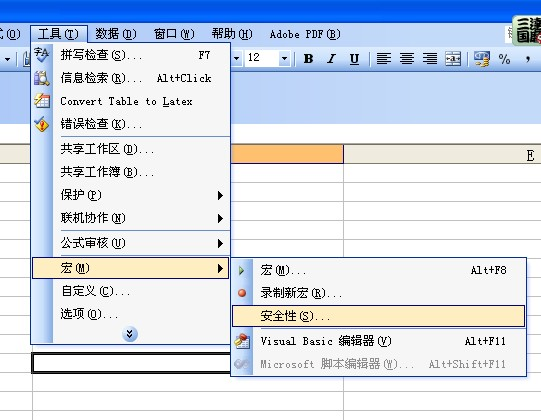 工具(T) 数据(D) 窗口(W) 帮助(H) Adobe PDF(B)
拼写检查(S)... F7
信息检索(R)... Alt+Click
Convert Table to Latex
错误检查(K)...
共享工作区(D)...
共享工作簿(B)...
保护(P)
联机协作(N)
公式审核(U)
宏(M)
自定义(C)...
选项(O)...
12 B I U % ,
E
宏(M)... Alt+F8
录制新宏(R)...
安全性(S)...
Visual Basic 编辑器(V) Alt+F11
Microsoft 脚本编辑器(W)... Alt+Shift+F11